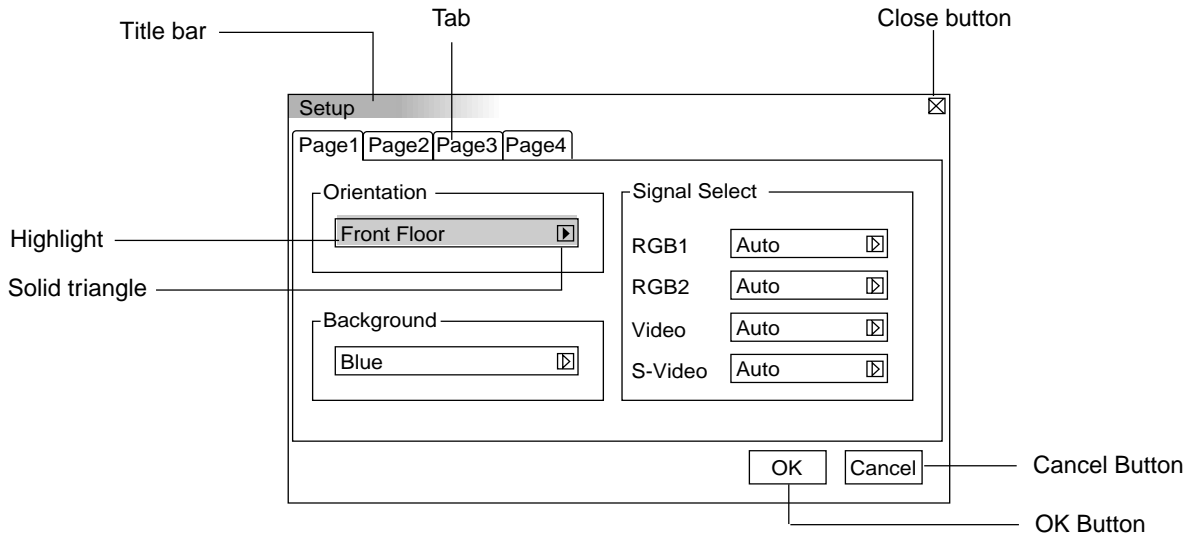 Title bar
Tab
Close button
Setup
Page1 Page2 Page3 Page4
Orientation
Front Floor
Highlight
Solid triangle
Background
Blue
Signal Select
RGB1 Auto
RGB2 Auto
Video Auto
S-Video Auto
OK Cancel
Cancel Button
OK Button